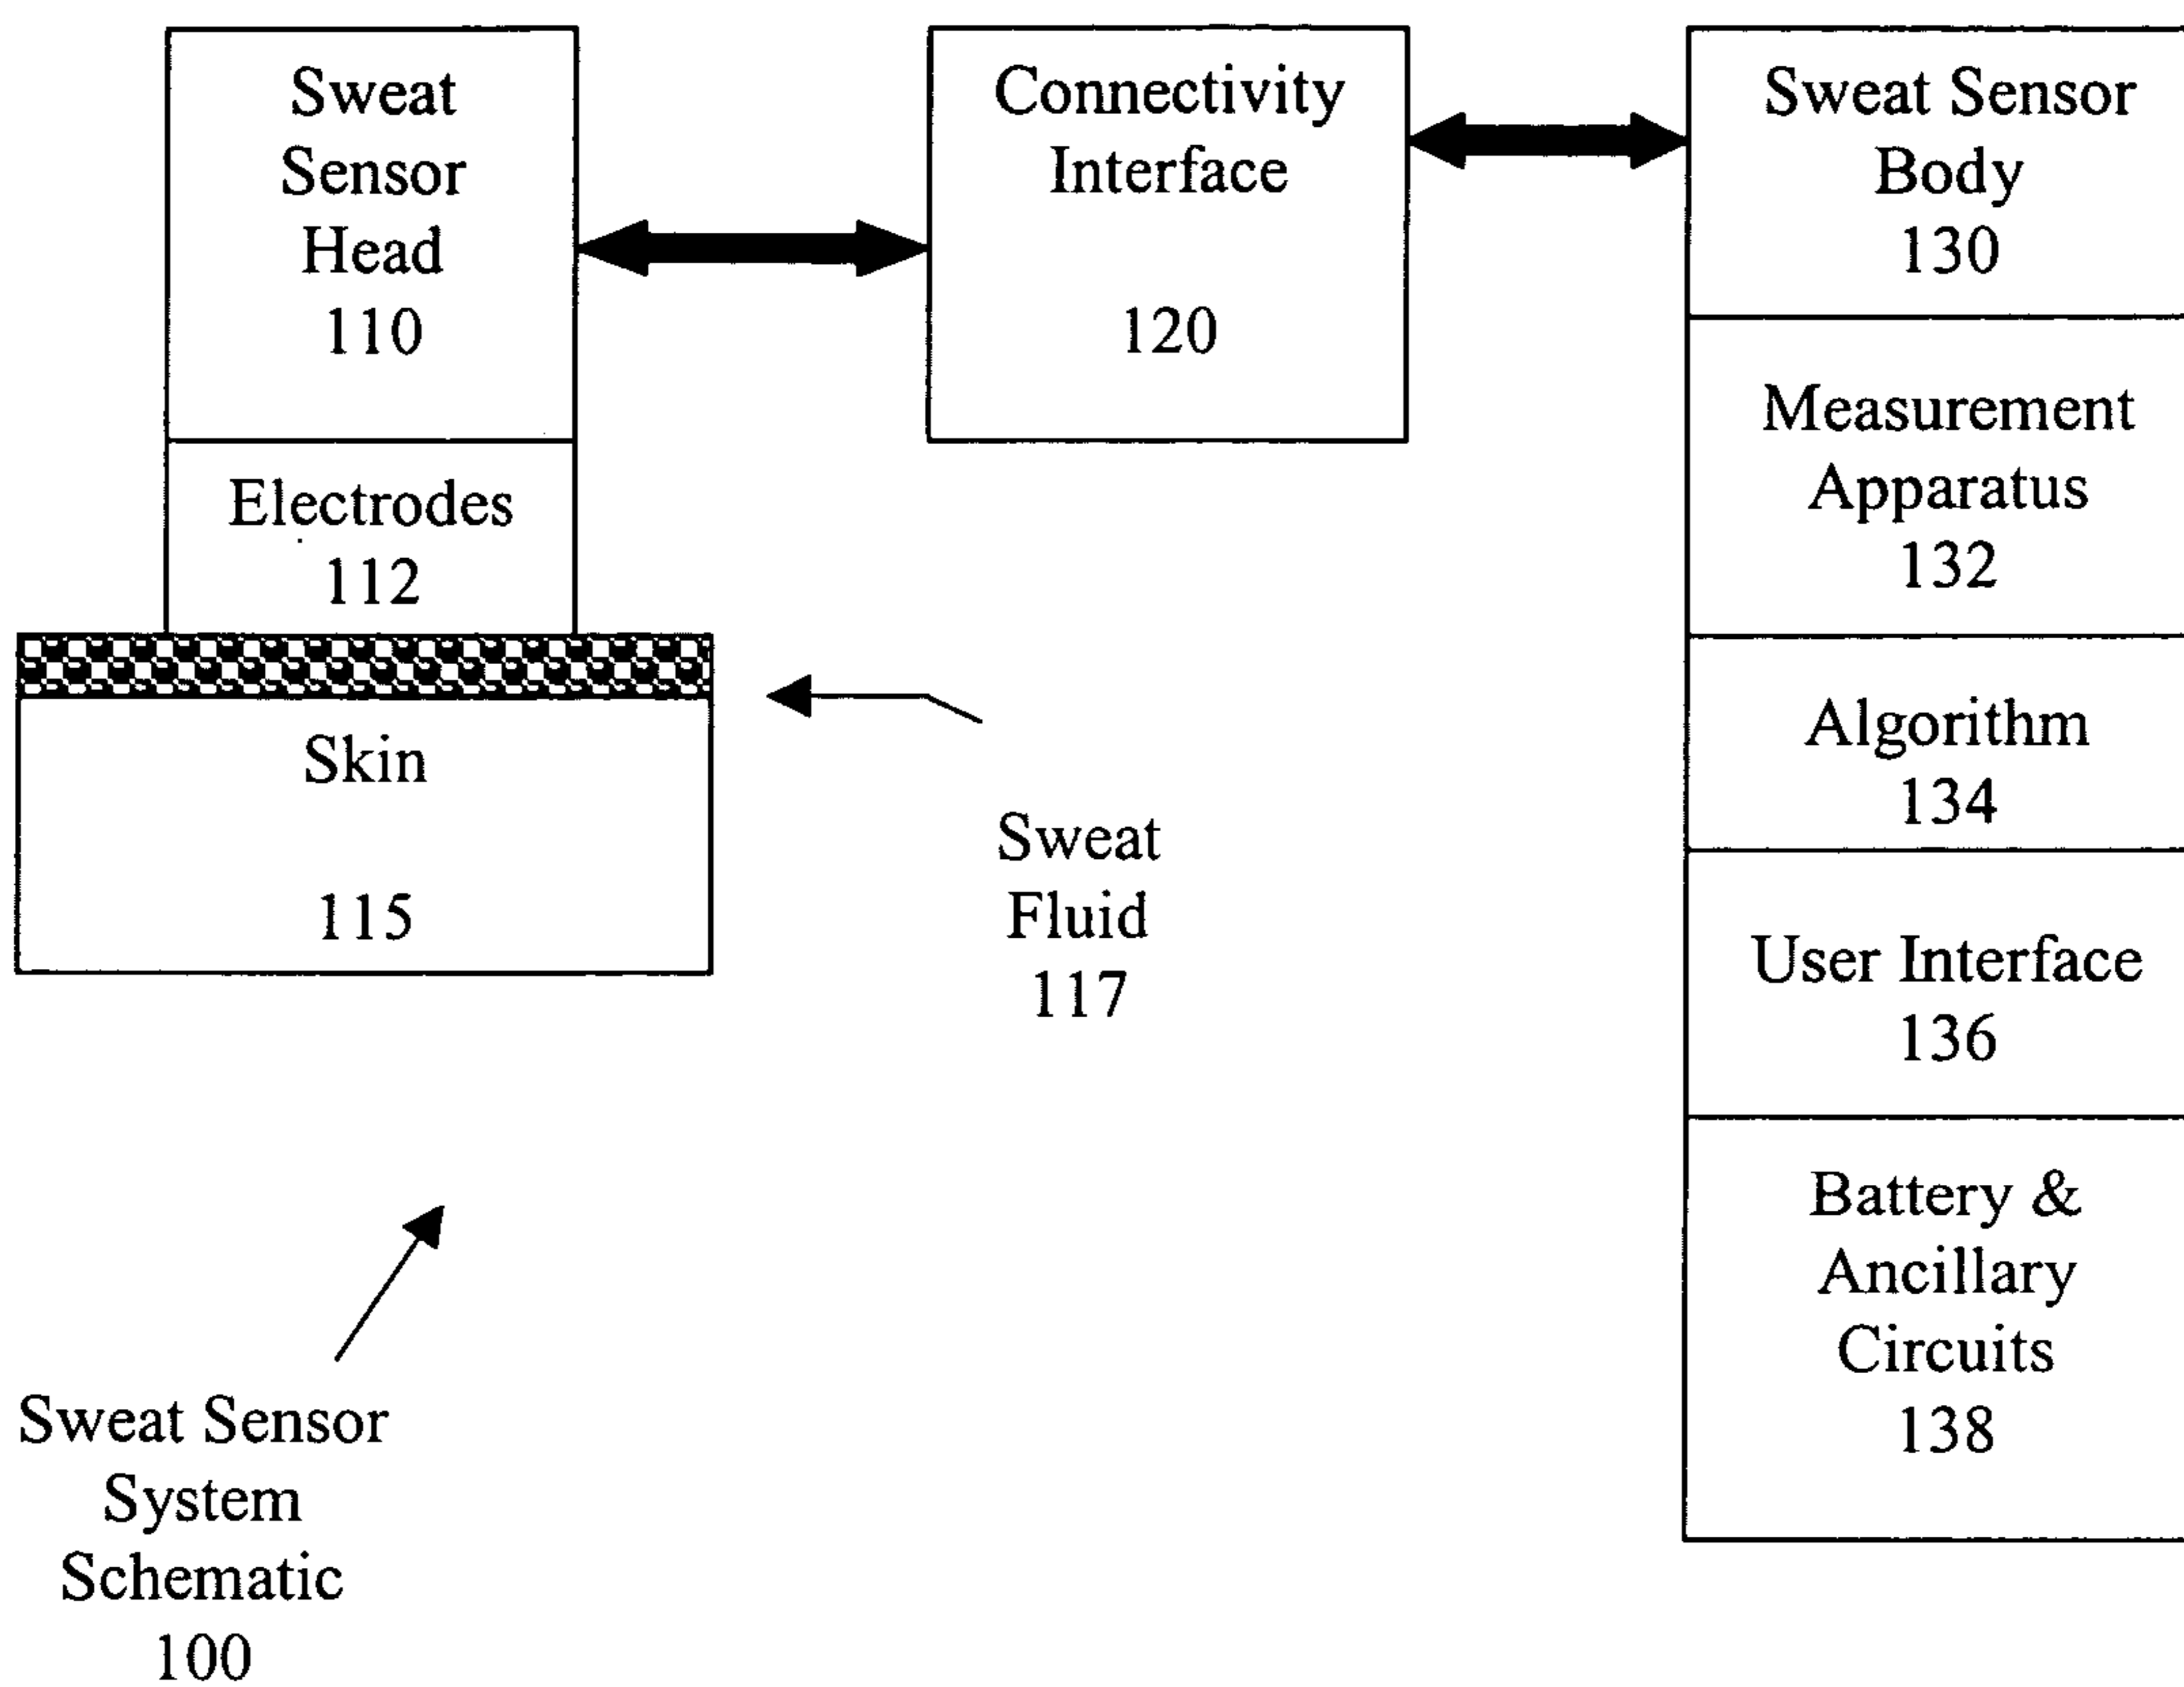 Sweat
Sensor
Head
110
Electrodes
112
Skin
115
Connectivity
Interface
120
Sweat
Fluid
117
Sweat Sensor
Body
130
Measurement
Apparatus
132
Algorithm
134
User Interface
136
Battery &
Ancillary
Circuits
138
Sweat Sensor
System
Schematic
100